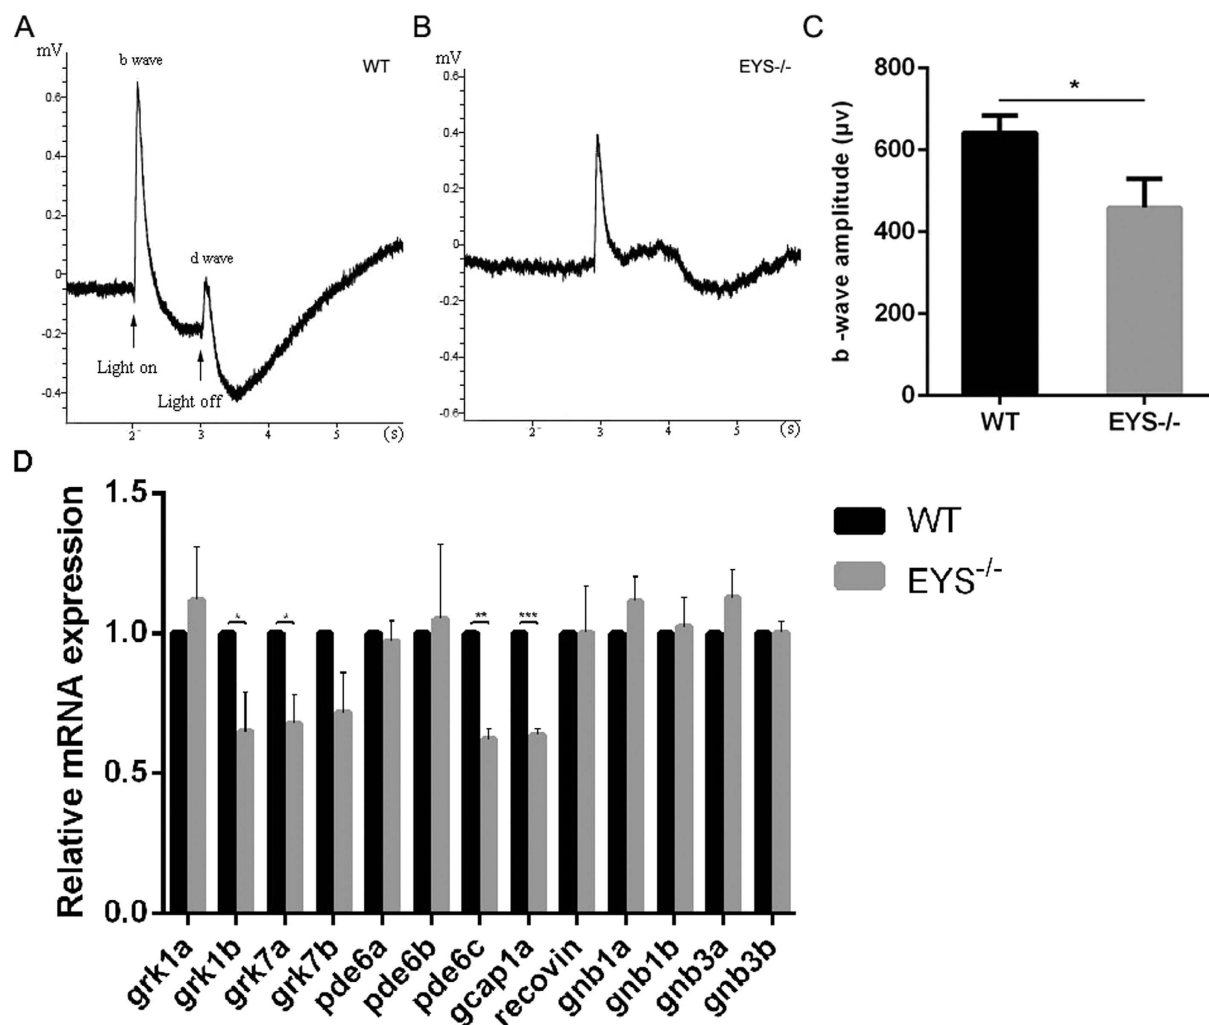 A
mV
b wave
WT
0.6
0.4
0.2
d wave
0
-0.2
Light on
-0.4
Light off
2
3
4
5
(s)
B
mV
EYS-/-
0.6
0.4
0.2
0
-0.2
-0.4
-0.6
2
3
4
5
(s)
C
b -wave amplitude (μv)
800
600
400
200
0
*
WT
EYS-/-
D
Relative mRNA expression
1.5
1.0
0.5
0.0
*
*
**
***
grk1a
grk1b
grk7a
grk7b
pde6a
pde6b
pde6c
gcap1a
recovin
gnb1a
gnb1b
gnb3a
gnb3b
WT
EYS-/-